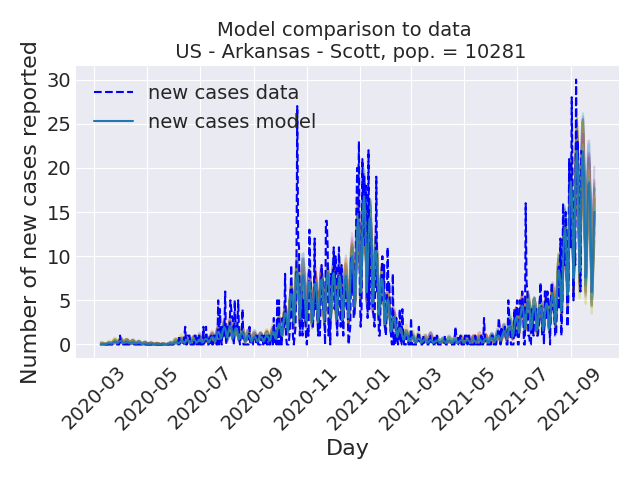 Model comparison to data
US - Arkansas - Scott, pop. = 10281
Number of new cases reported
30
25
20
15
10
5
0
new cases data
new cases model
2020-03
2020-05
2020-07
2020-09
2020-11
2021-01
2021-03
2021-05
2021-07
2021-09
Day